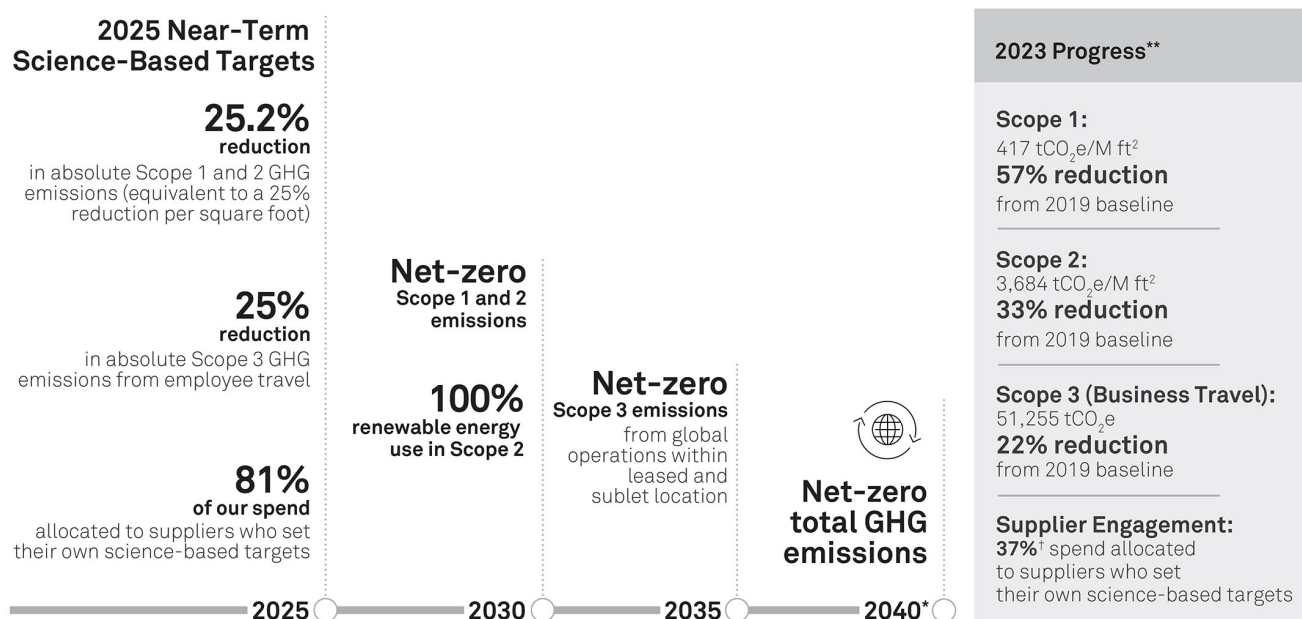 2025 Near-Term
Science-Based Targets
25.2%
reduction
in absolute Scope 1 and 2 GHG
emissions (equivalent to a 25%
reduction per square foot)
25%
reduction
in absolute Scope 3 GHG
emissions from employee travel
81%
of our spend
allocated to suppliers who set
their own science-based targets
2025
Net-zero
Scope 1 and 2
emissions
100%
renewable energy
use in Scope 2
2030
Net-zero
Scope 3 emissions
from global
operations within
leased and
sublet location
2035
Net-zero
total GHG
emissions
2040*
2023 Progress**
Scope 1:
417 tCO₂e/M ft²
57% reduction
from 2019 baseline
Scope 2:
3,684 tCO₂e/M ft²
33% reduction
from 2019 baseline
Scope 3 (Business Travel):
51,255 tCO₂e
22% reduction
from 2019 baseline
Supplier Engagement:
37%† spend allocated
to suppliers who set
their own science-based targets